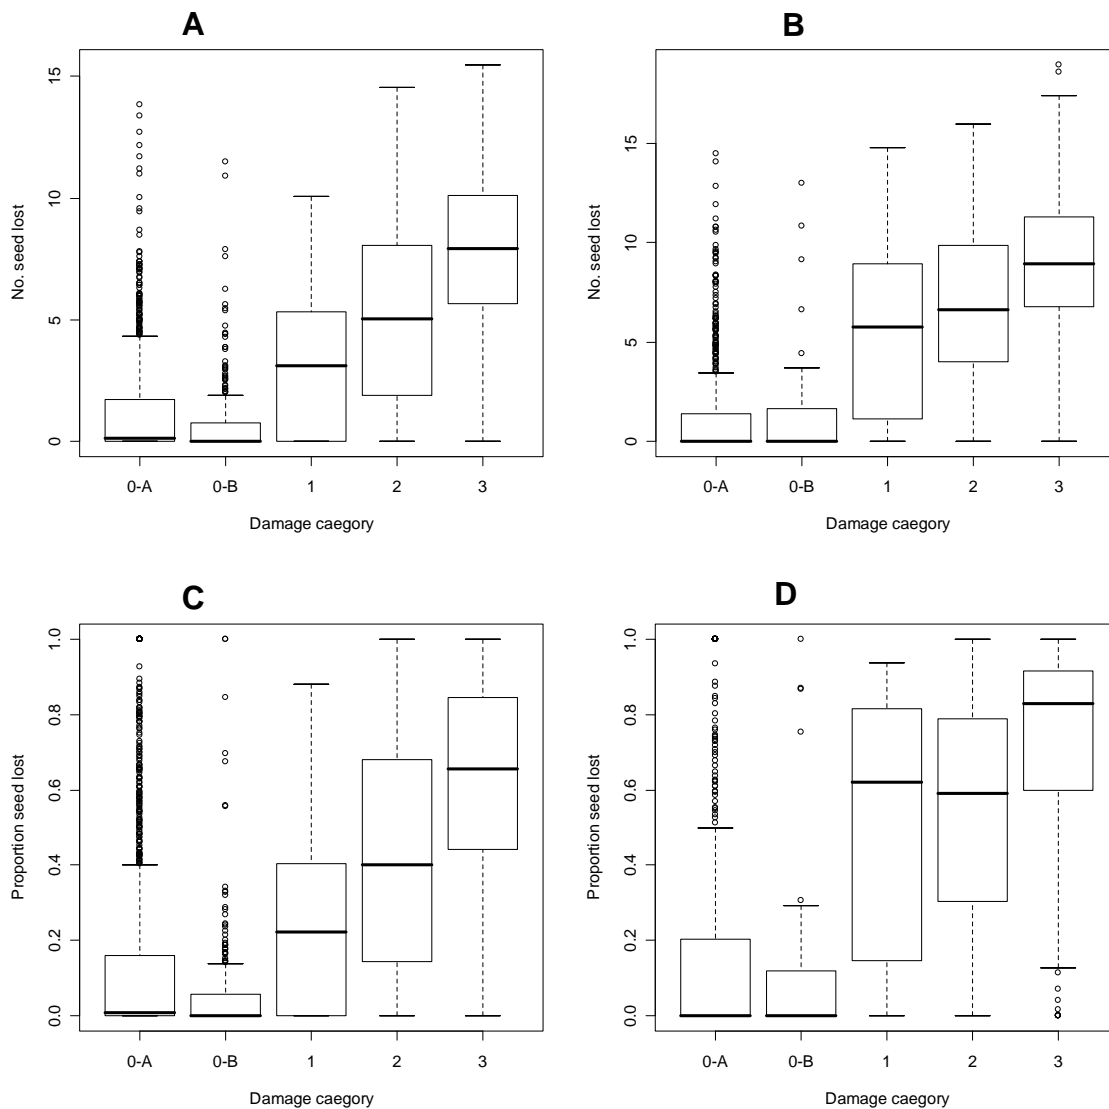 A
No. seed lost
15
10
5
0
0-A 0-B 1 2 3
Damage caegory
B
No. seed lost
15
10
5
0
0-A 0-B 1 2 3
Damage caegory
C
Proportion seed lost
1.0
0.8
0.6
0.4
0.2
0.0
0-A 0-B 1 2 3
Damage caegory
D
Proportion seed lost
1.0
0.8
0.6
0.4
0.2
0.0
0-A 0-B 1 2 3
Damage caegory